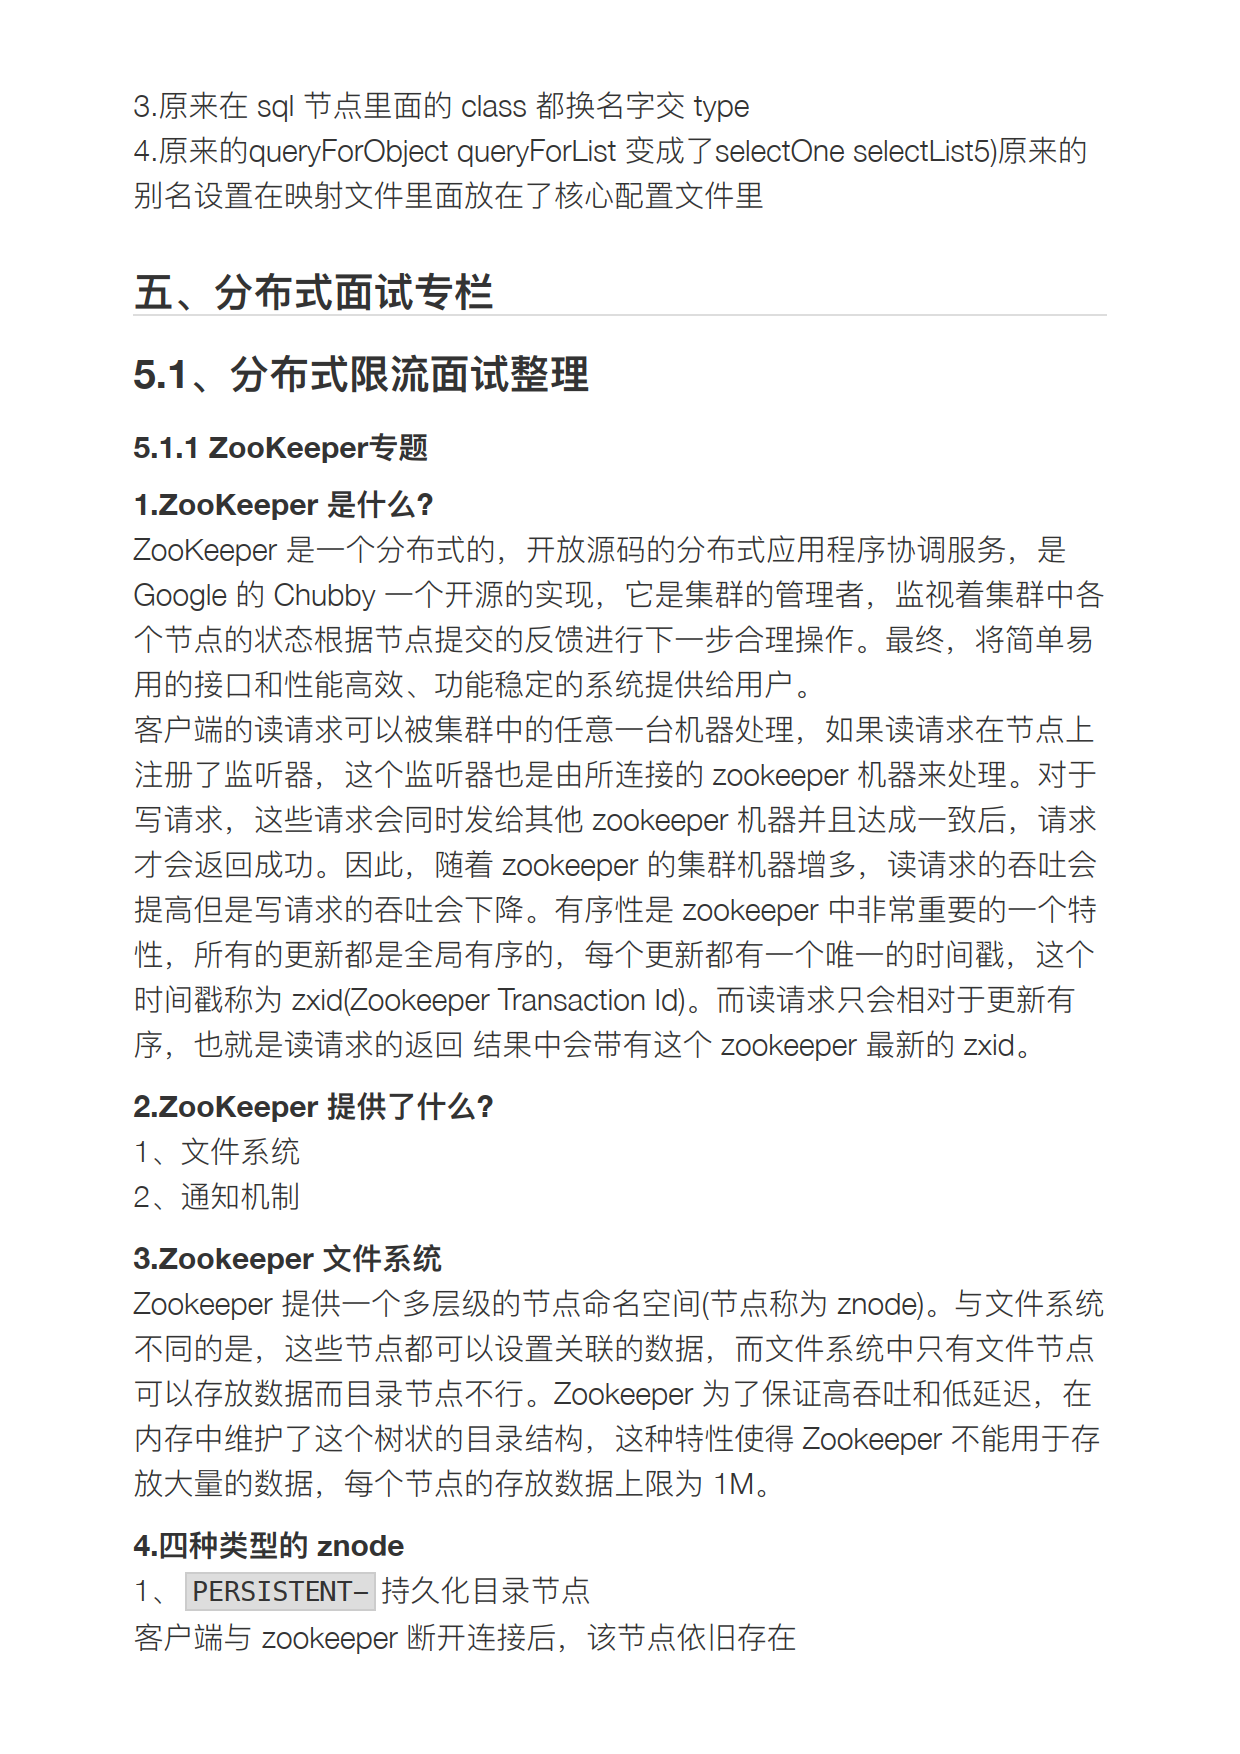 3.原来在 sql 节点里面的 class 都换名字交 type
4.原来的queryForObject queryForList 变成了selectOne selectList5)原来的
别名设置在映射文件里面放在了核心配置文件里
五、分布式面试专栏
5.1、分布式限流面试整理
5.1.1 ZooKeeper专题
1.ZooKeeper 是什么?
ZooKeeper 是一个分布式的，开放源码的分布式应用程序协调服务，是
Google 的 Chubby 一个开源的实现，它是集群的管理者，监视着集群中各
个节点的状态根据节点提交的反馈进行下一步合理操作。最终，将简单易
用的接口和性能高效、功能稳定的系统提供给用户。
客户端的读请求可以被集群中的任意一台机器处理，如果读请求在节点上
注册了监听器，这个监听器也是由所连接的 zookeeper 机器来处理。对于
写请求，这些请求会同时发给其他 zookeeper 机器并且达成一致后，请求
才会返回成功。因此，随着 zookeeper 的集群机器增多，读请求的吞吐会
提高但是写请求的吞吐会下降。有序性是 zookeeper 中非常重要的一个特
性，所有的更新都是全局有序的，每个更新都有一个唯一的时间戳，这个
时间戳称为 zxid(Zookeeper Transaction Id)。而读请求只会相对于更新有
序，也就是读请求的返回 结果中会带有这个 zookeeper 最新的 zxid。
2.ZooKeeper 提供了什么?
1、文件系统
2、通知机制
3.Zookeeper 文件系统
Zookeeper 提供一个多层级的节点命名空间(节点称为 znode)。与文件系统
不同的是，这些节点都可以设置关联的数据，而文件系统中只有文件节点
可以存放数据而目录节点不行。Zookeeper 为了保证高吞吐和低延迟，在
内存中维护了这个树状的目录结构，这种特性使得 Zookeeper 不能用于存
放大量的数据，每个节点的存放数据上限为 1M。
4.四种类型的 znode
1、 PERSISTENT- 持久化目录节点
客户端与 zookeeper 断开连接后，该节点依旧存在